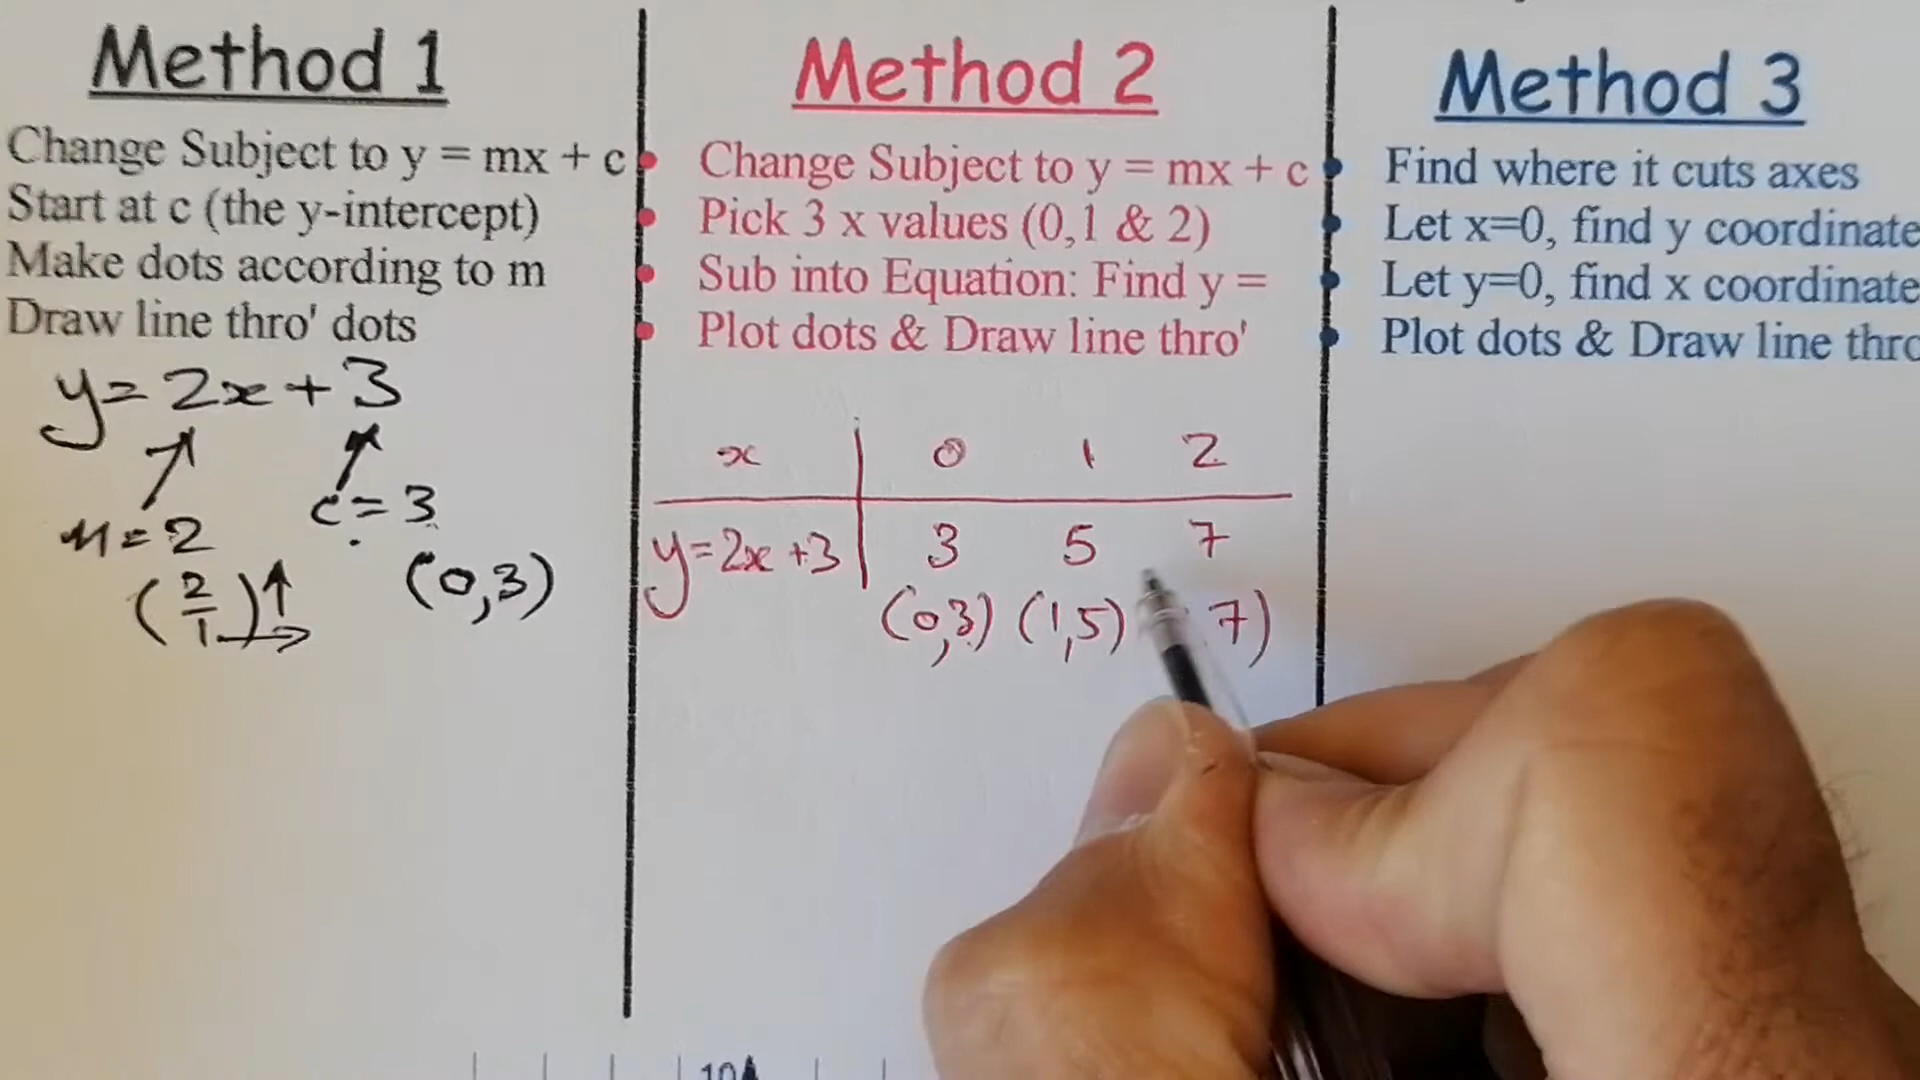 Method 1
Change Subject to y = mx + c
Start at c (the y-intercept)
Make dots according to m
Draw line thro' dots
y=2x+3
m=2
c=3
(2/1)
(0,3)
Method 2
• Change Subject to y = mx + c
• Pick 3 x values (0,1 & 2)
• Sub into Equation: Find y =
• Plot dots & Draw line thro'
x 0 1 2
y=2x+3 3 5 7
(0,3) (1,5) 7)
Method 3
• Find where it cuts axes
• Let x=0, find y coordinate
• Let y=0, find x coordinate
• Plot dots & Draw line thro
10